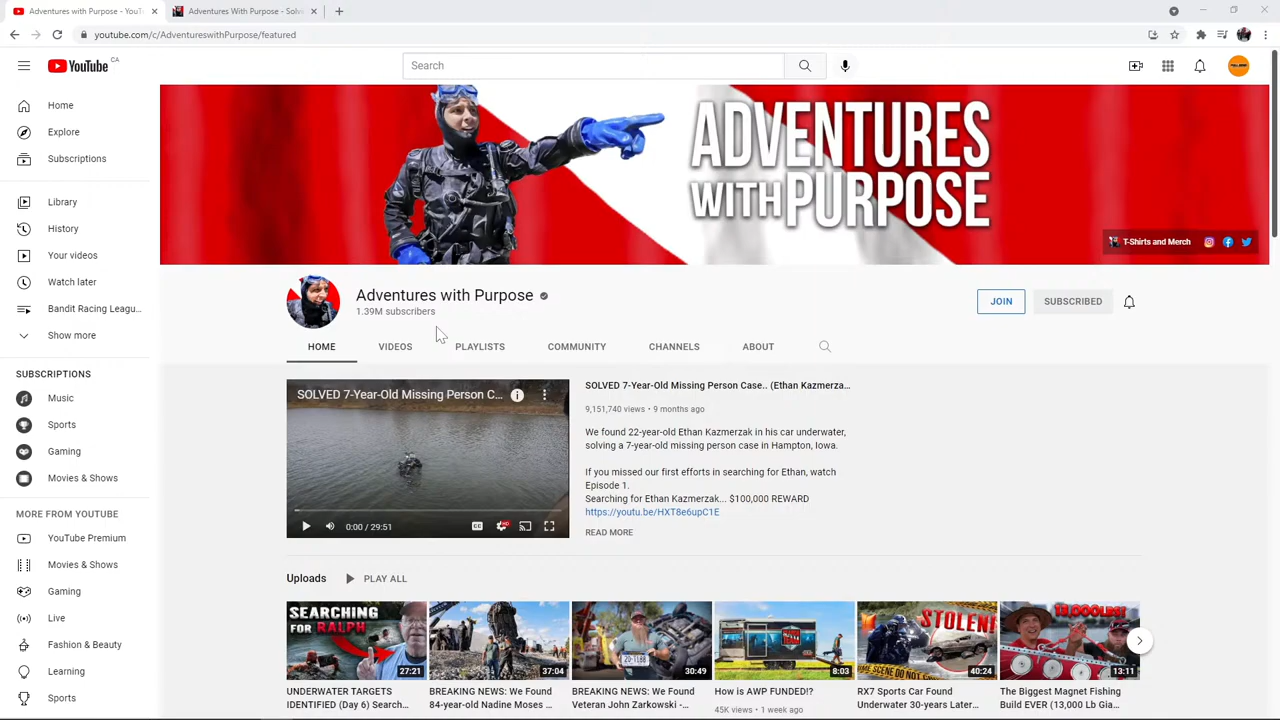 Adventures with Purpose - YouT
Adventures With Purpose - Solve
youtube.com/c/AdventureswithPurpose/featured
YouTube CA
Search
Home
Explore
Subscriptions
Library
History
Your videos
Watch later
Bandit Racing Leagu...
Show more
SUBSCRIPTIONS
Music
Sports
Gaming
Movies & Shows
MORE FROM YOUTUBE
YouTube Premium
Movies & Shows
Gaming
Live
Fashion & Beauty
Learning
Sports
ADVENTURES
WITH PURPOSE
T-Shirts and Merch
Adventures with Purpose
1.39M subscribers
JOIN
SUBSCRIBED
HOME
VIDEOS
PLAYLISTS
COMMUNITY
CHANNELS
ABOUT
SOLVED 7-Year-Old Missing Person C...
0:00 / 29:51
SOLVED 7-Year-Old Missing Person Case.. (Ethan Kazmerza...
9,151,740 views • 9 months ago
We found 22-year-old Ethan Kazmerzak in his car underwater,
solving a 7-year-old missing person case in Hampton, Iowa.
If you missed our first efforts in searching for Ethan, watch
Episode 1.
Searching for Ethan Kazmerzak... $100,000 REWARD
https://youtu.be/HXT8e6upC1E
READ MORE
Uploads
PLAY ALL
SEARCHING
FOR RALPH
27:21
UNDERWATER TARGETS
IDENTIFIED (Day 6) Search...
37:04
BREAKING NEWS: We Found
84-year-old Nadine Moses ...
30:49
BREAKING NEWS: We Found
Veteran John Zarkowski -...
8:03
How is AWP FUNDED!?
45K views • 1 week ago
STOLEN!
40:24
RX7 Sports Car Found
Underwater 30-years Later...
13,000LBS!
13:11
The Biggest Magnet Fishing
Build EVER (13,000 Lb Gia...